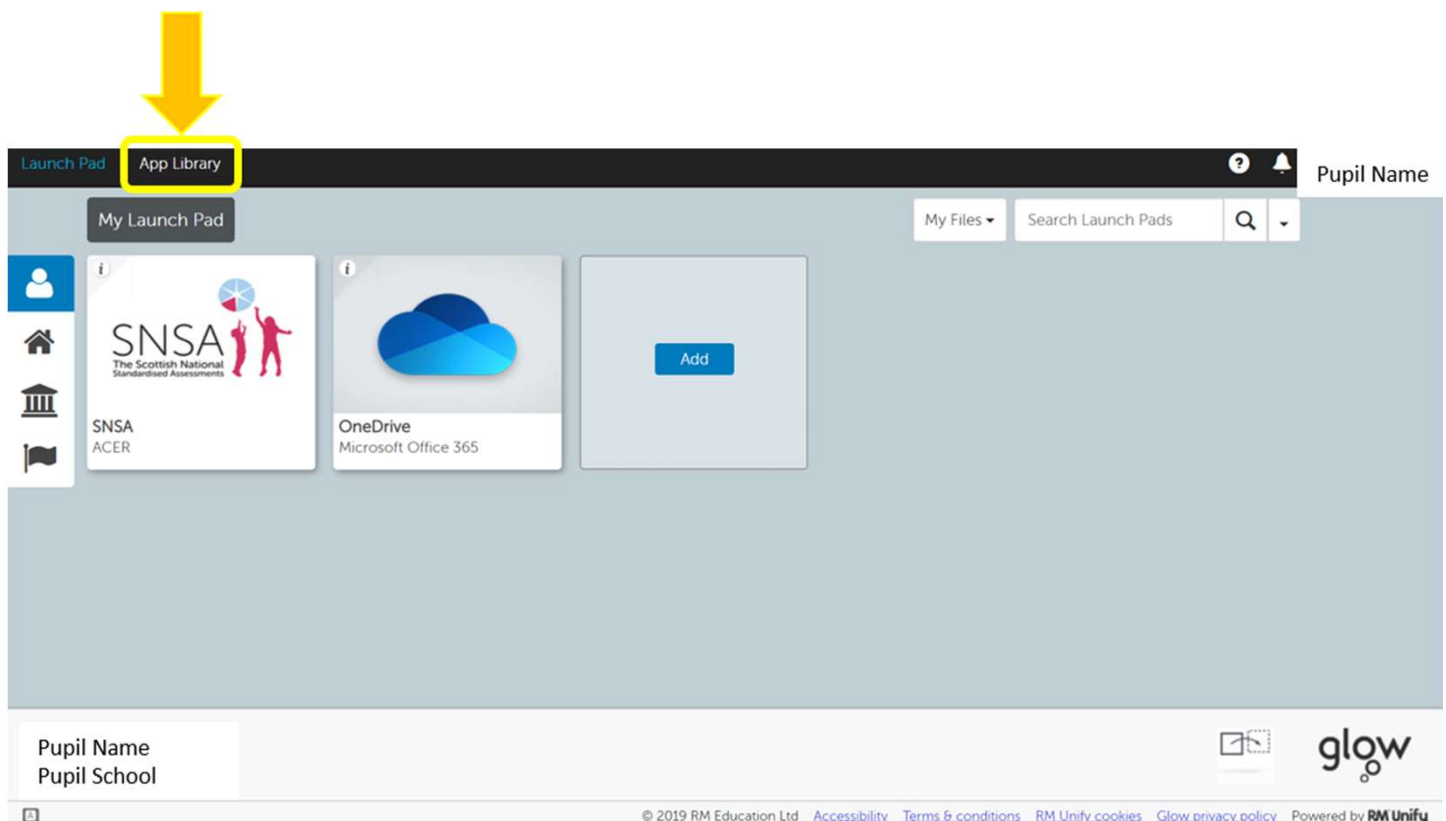 Launch Pad App Library
Pupil Name
My Launch Pad My Files Search Launch Pads
SNSA
The Scottish National
Standardised Assessments
SNSA
ACER
OneDrive
Microsoft Office 365
Add
Pupil Name
Pupil School
glow
© 2019 RM Education Ltd Accessibility Terms & conditions RM Unify cookies Glow privacy policy Powered by RM Unify